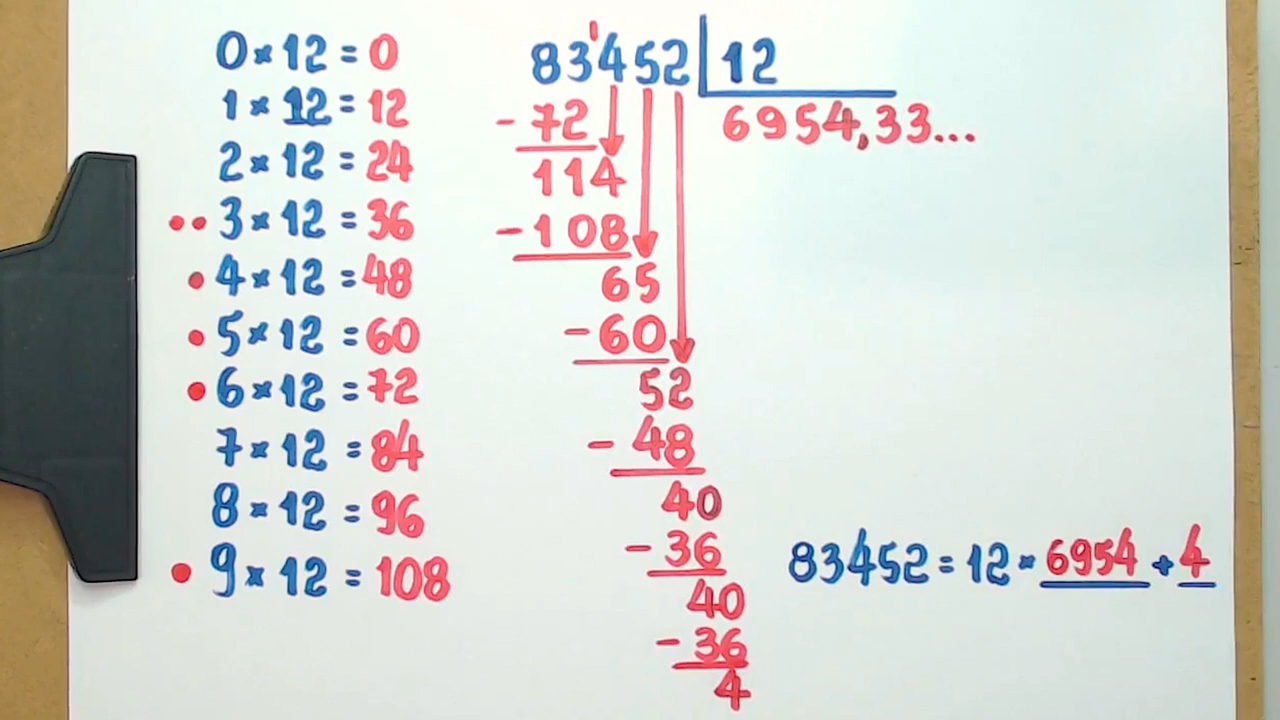 0 × 12 = 0
1 × 12 = 12
2 × 12 = 24
3 × 12 = 36
4 × 12 = 48
5 × 12 = 60
6 × 12 = 72
7 × 12 = 84
8 × 12 = 96
9 × 12 = 108
83'452 | 12
6954,33...
- 72
114
- 108
65
- 60
52
- 48
40
- 36
40
- 36
4
83452 = 12 × 6954 + 4